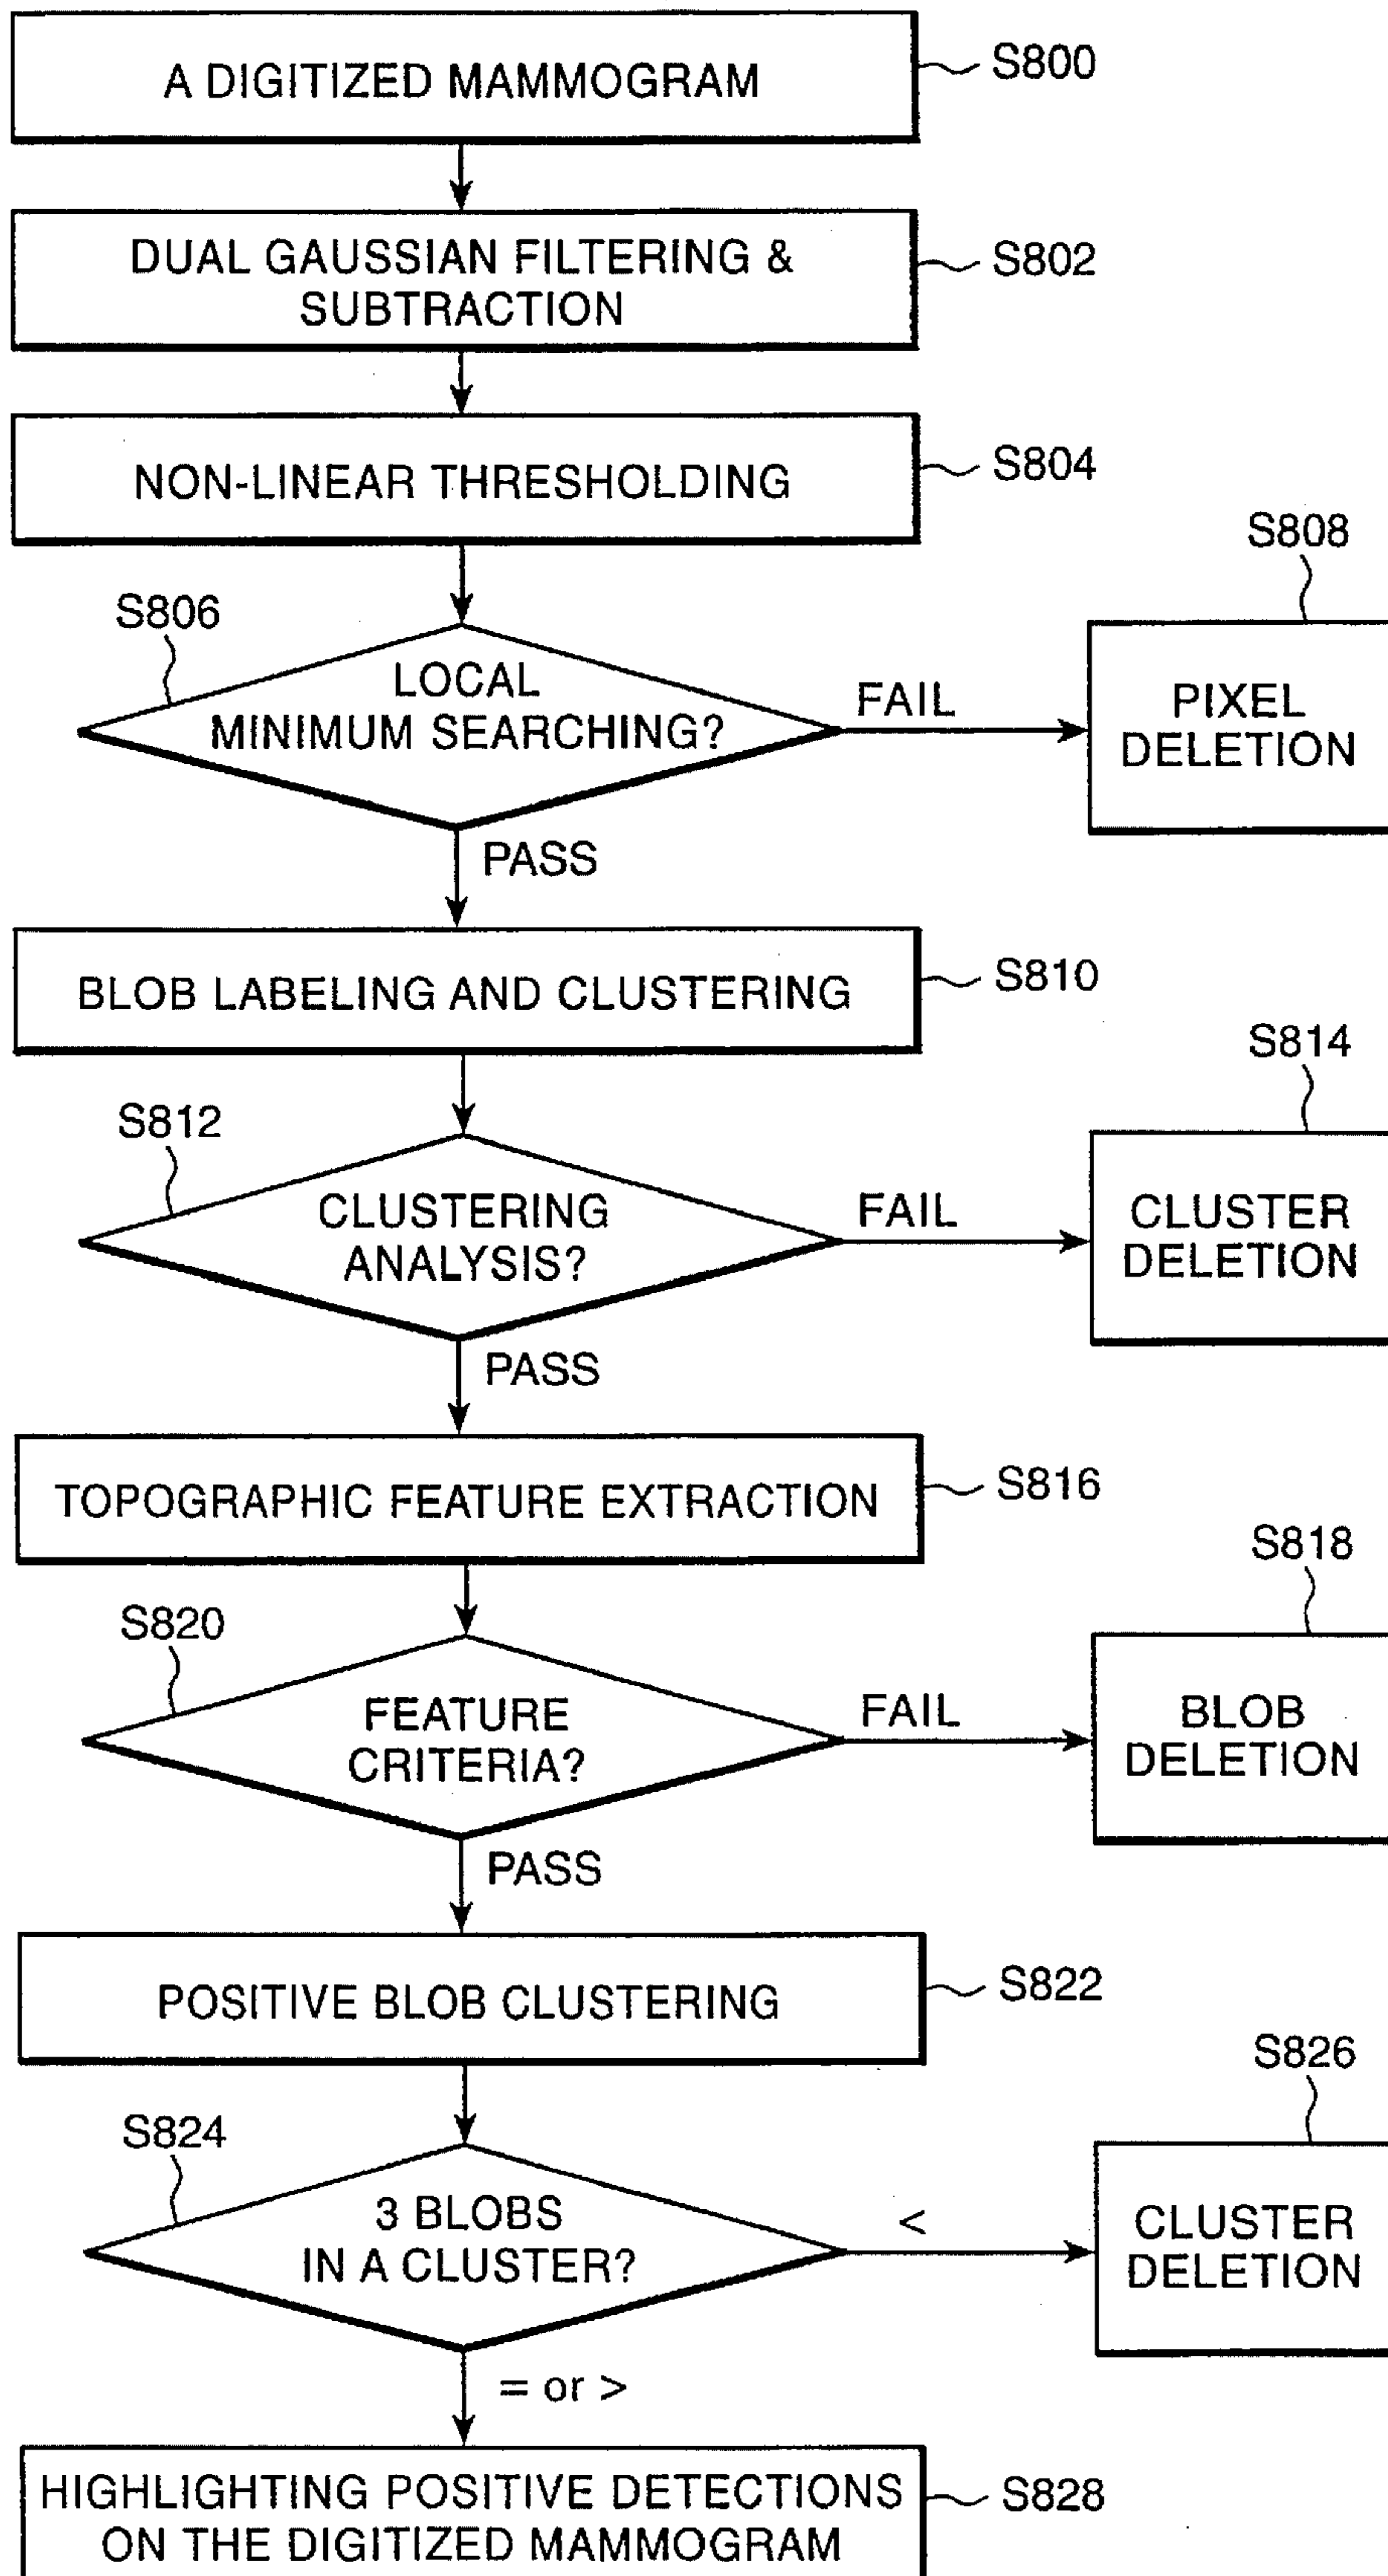 A DIGITIZED MAMMOGRAM
S800
DUAL GAUSSIAN FILTERING &
SUBTRACTION
S802
NON-LINEAR THRESHOLDING
S804
S806
LOCAL
MINIMUM SEARCHING?
FAIL
S808
PIXEL
DELETION
PASS
BLOB LABELING AND CLUSTERING
S810
S812
CLUSTERING
ANALYSIS?
FAIL
S814
CLUSTER
DELETION
PASS
TOPOGRAPHIC FEATURE EXTRACTION
S816
S820
FEATURE
CRITERIA?
FAIL
S818
BLOB
DELETION
PASS
POSITIVE BLOB CLUSTERING
S822
S824
3 BLOBS
IN A CLUSTER?
<
S826
CLUSTER
DELETION
= or >
HIGHLIGHTING POSITIVE DETECTIONS
ON THE DIGITIZED MAMMOGRAM
S828